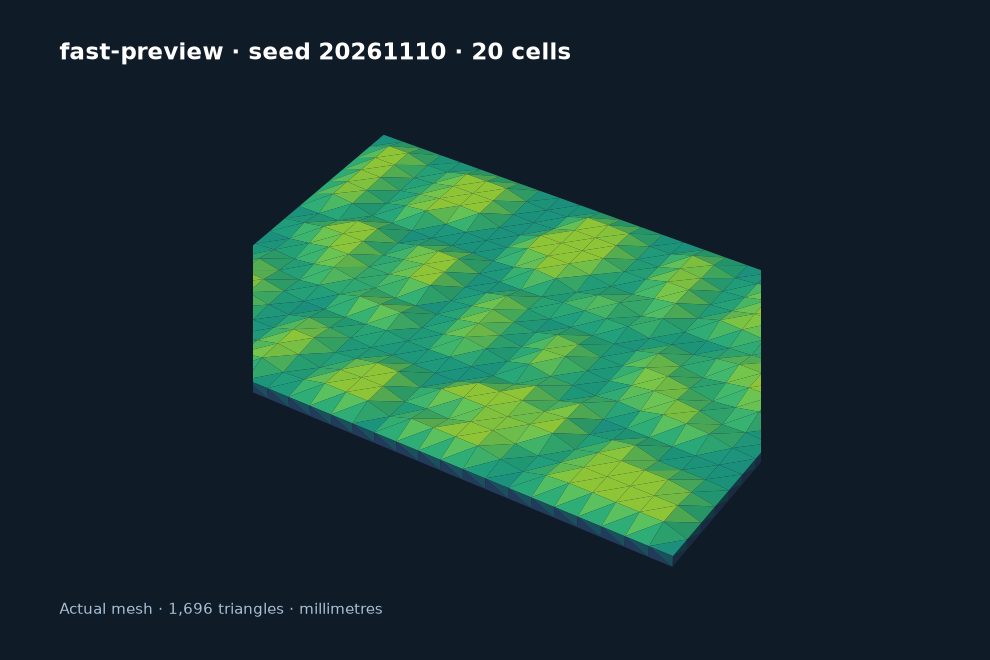 fast-preview · seed 20261110 · 20 cells
Actual mesh · 1,696 triangles · millimetres